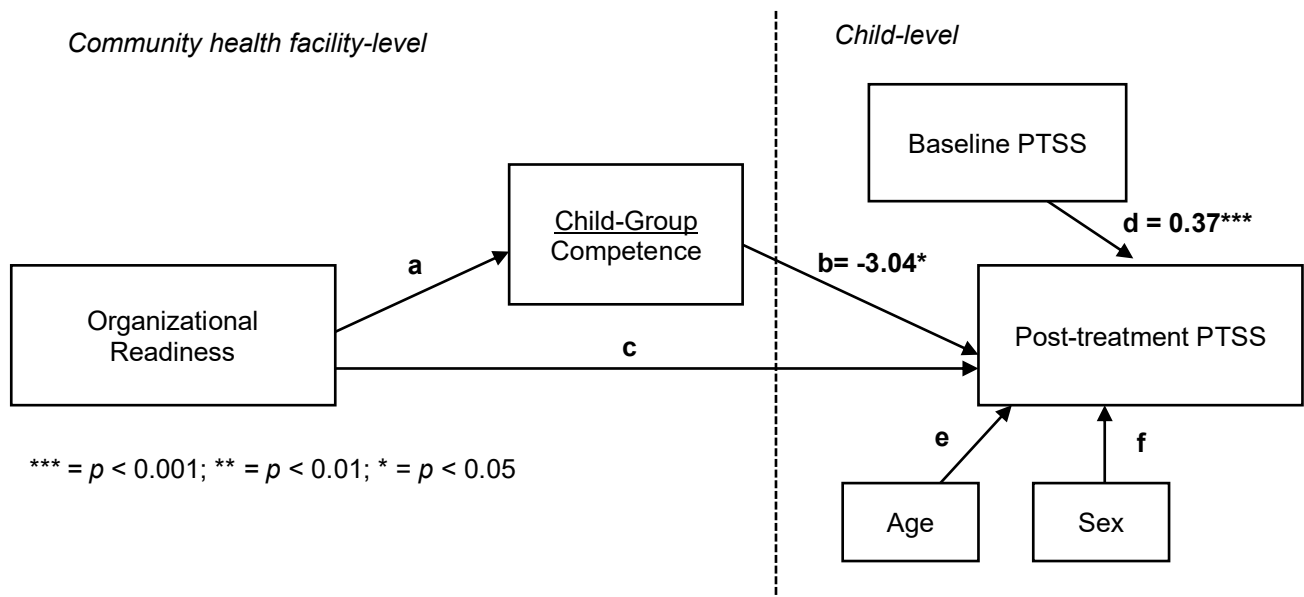 Community health facility-level
Child-level
Baseline PTSS
d = 0.37***
Child-Group
Competence
a
b= -3.04*
Organizational
Readiness
c
Post-treatment PTSS
e
f
*** = p < 0.001; ** = p < 0.01; * = p < 0.05
Age
Sex